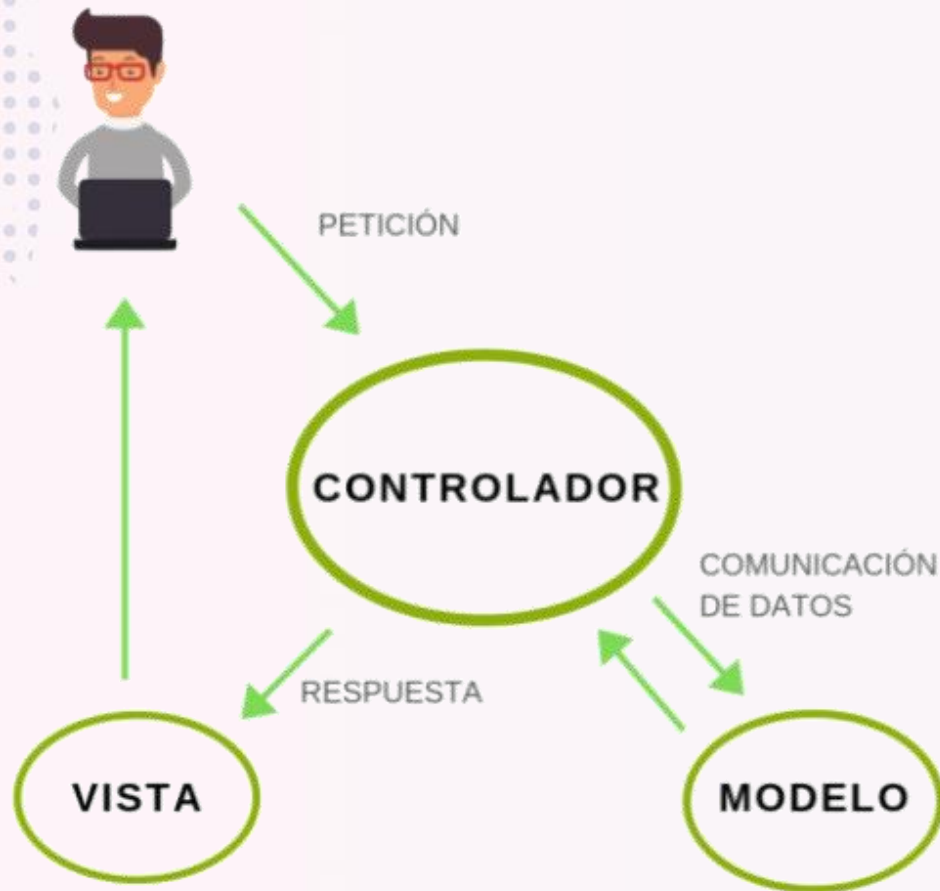 PETICIÓN
CONTROLADOR
COMUNICACIÓN
DE DATOS
RESPUESTA
VISTA
MODELO